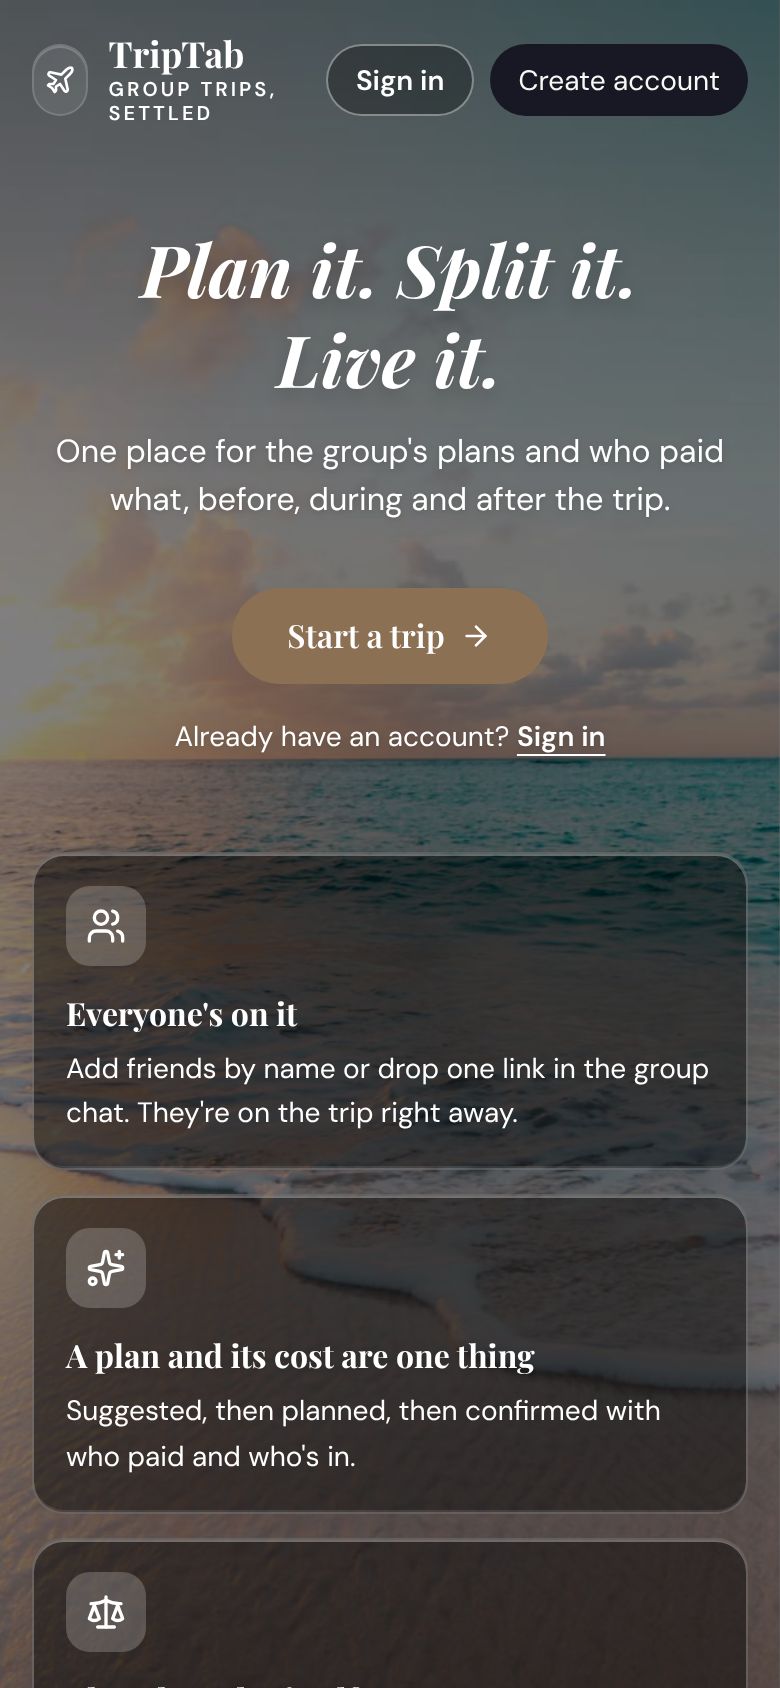 TripTab
GROUP TRIPS,
SETTLED
Sign in
Create account
Plan it. Split it.
Live it.
One place for the group's plans and who paid
what, before, during and after the trip.
Start a trip
Already have an account? Sign in
Everyone's on it
Add friends by name or drop one link in the group
chat. They're on the trip right away.
A plan and its cost are one thing
Suggested, then planned, then confirmed with
who paid and who's in.